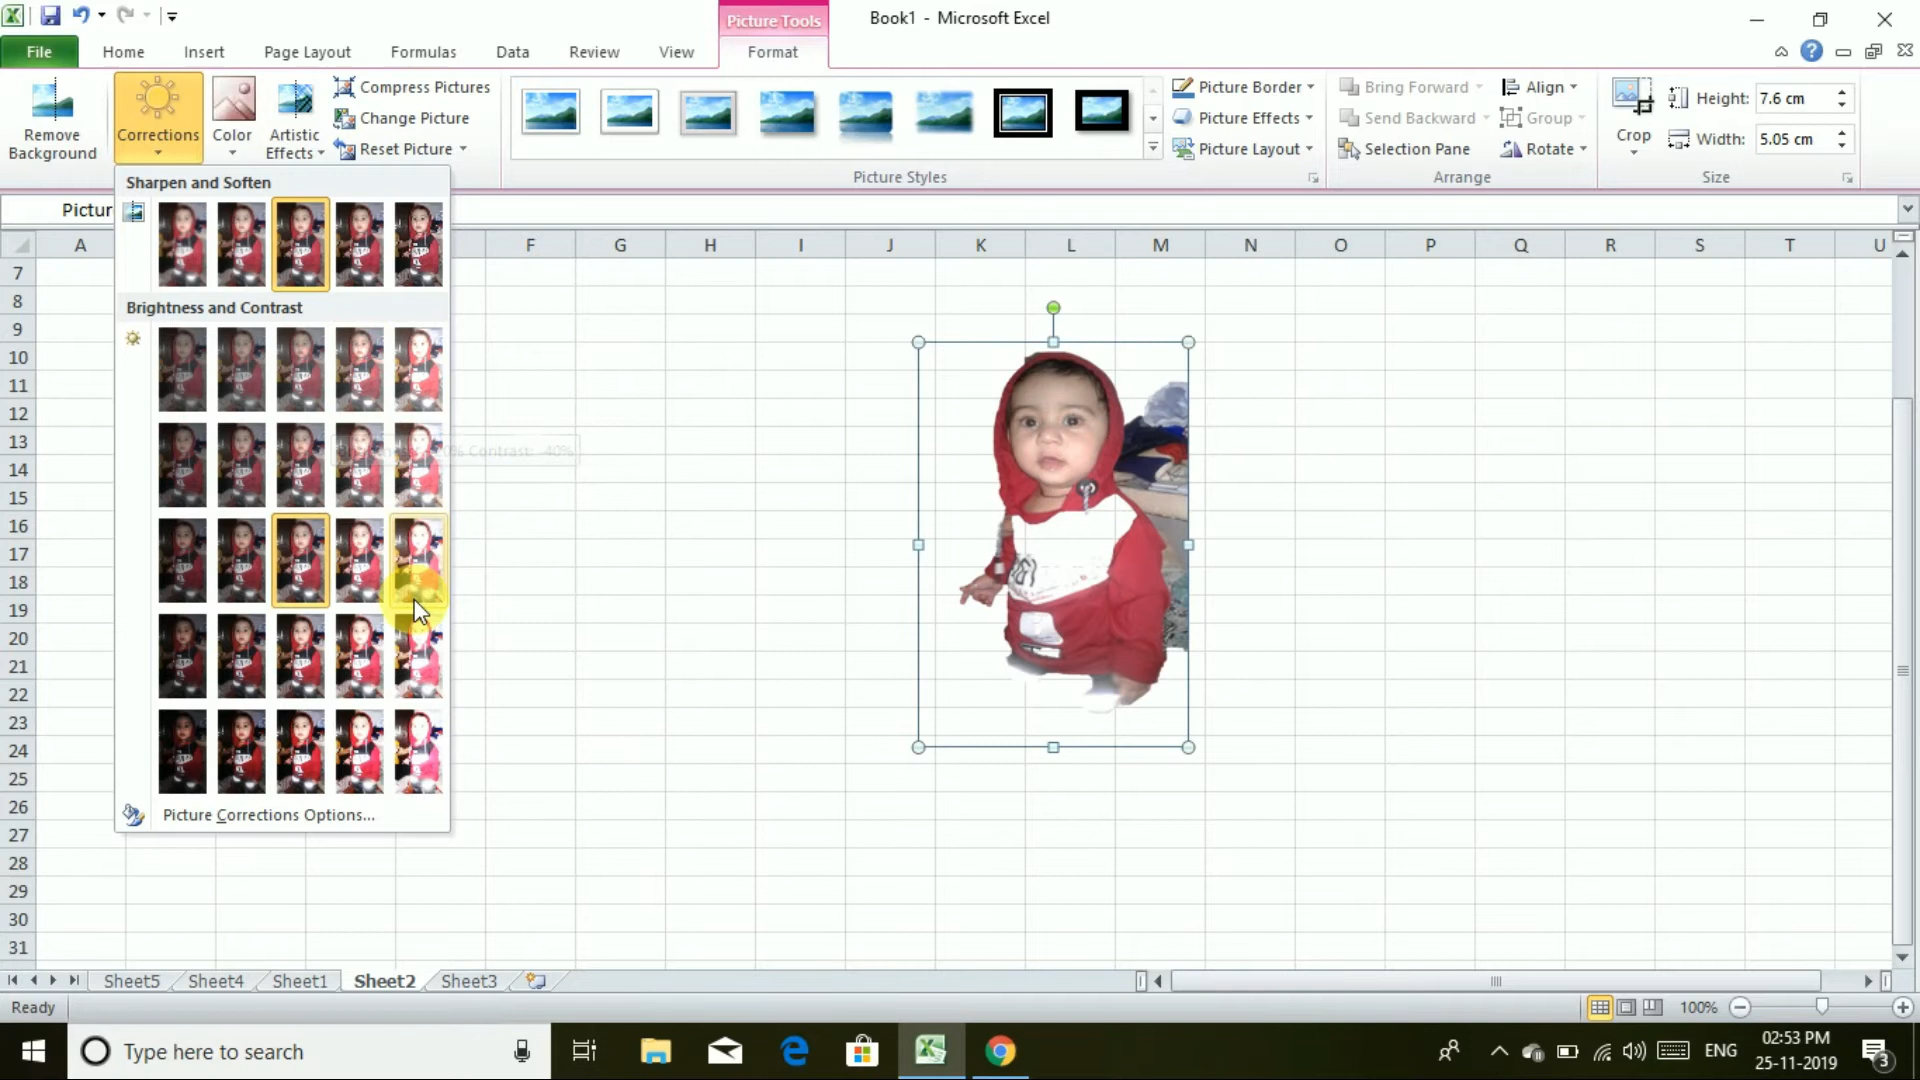 Book1 - Microsoft Excel
Picture Tools
File Home Insert Page Layout Formulas Data Review View Format
Remove Background
Corrections
Color
Artistic Effects
Compress Pictures
Change Picture
Reset Picture
Picture Styles
Picture Border
Picture Effects
Picture Layout
Bring Forward
Send Backward
Selection Pane
Align
Group
Rotate
Arrange
Crop
Height: 7.6 cm
Width: 5.05 cm
Size
Sharpen and Soften
Pictur
A F G H I J K L M N O P Q R S T U
Brightness and Contrast
Contrast: -40%
7
8
9
10
11
12
13
14
15
16
17
18
19
20
21
22
23
24
25
26
27
28
29
30
31
Picture Corrections Options...
Sheet5 Sheet4 Sheet1 Sheet2 Sheet3
Ready
100%
Type here to search
ENG
02:53 PM
25-11-2019
3